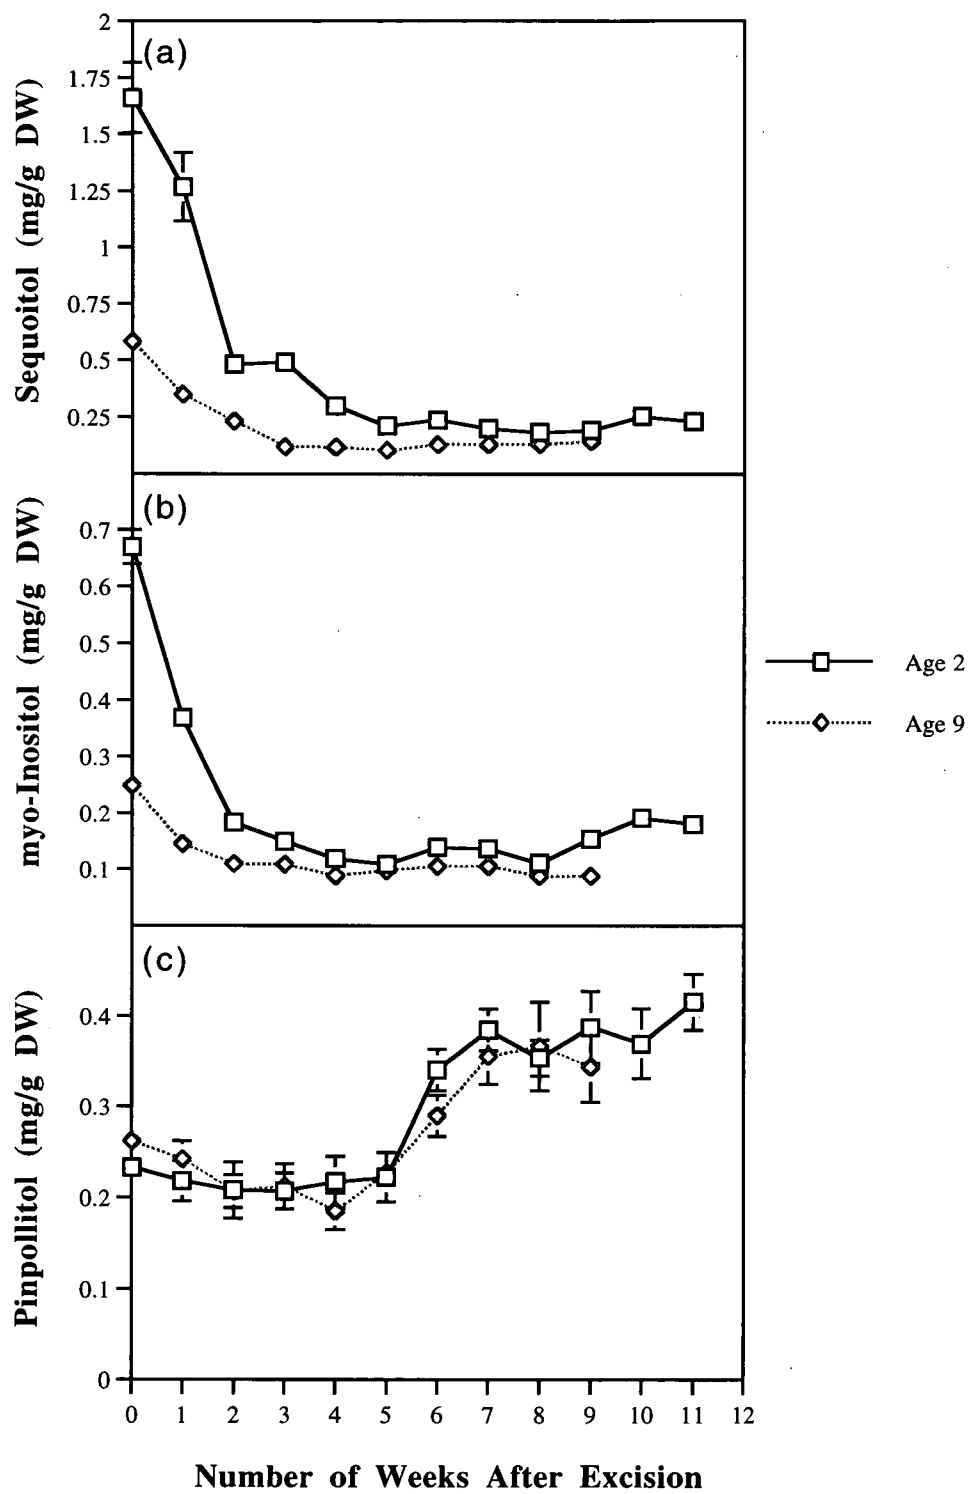 (a)
Sequoitol (mg/g DW)
2
1.75
1.5
1.25
1
0.75
0.5
0.25
(b)
myo-Inositol (mg/g DW)
0.7
0.6
0.5
0.4
0.3
0.2
0.1
Age 2
Age 9
(c)
Pinpollitol (mg/g DW)
0.4
0.3
0.2
0.1
0
0 1 2 3 4 5 6 7 8 9 10 11 12
Number of Weeks After Excision